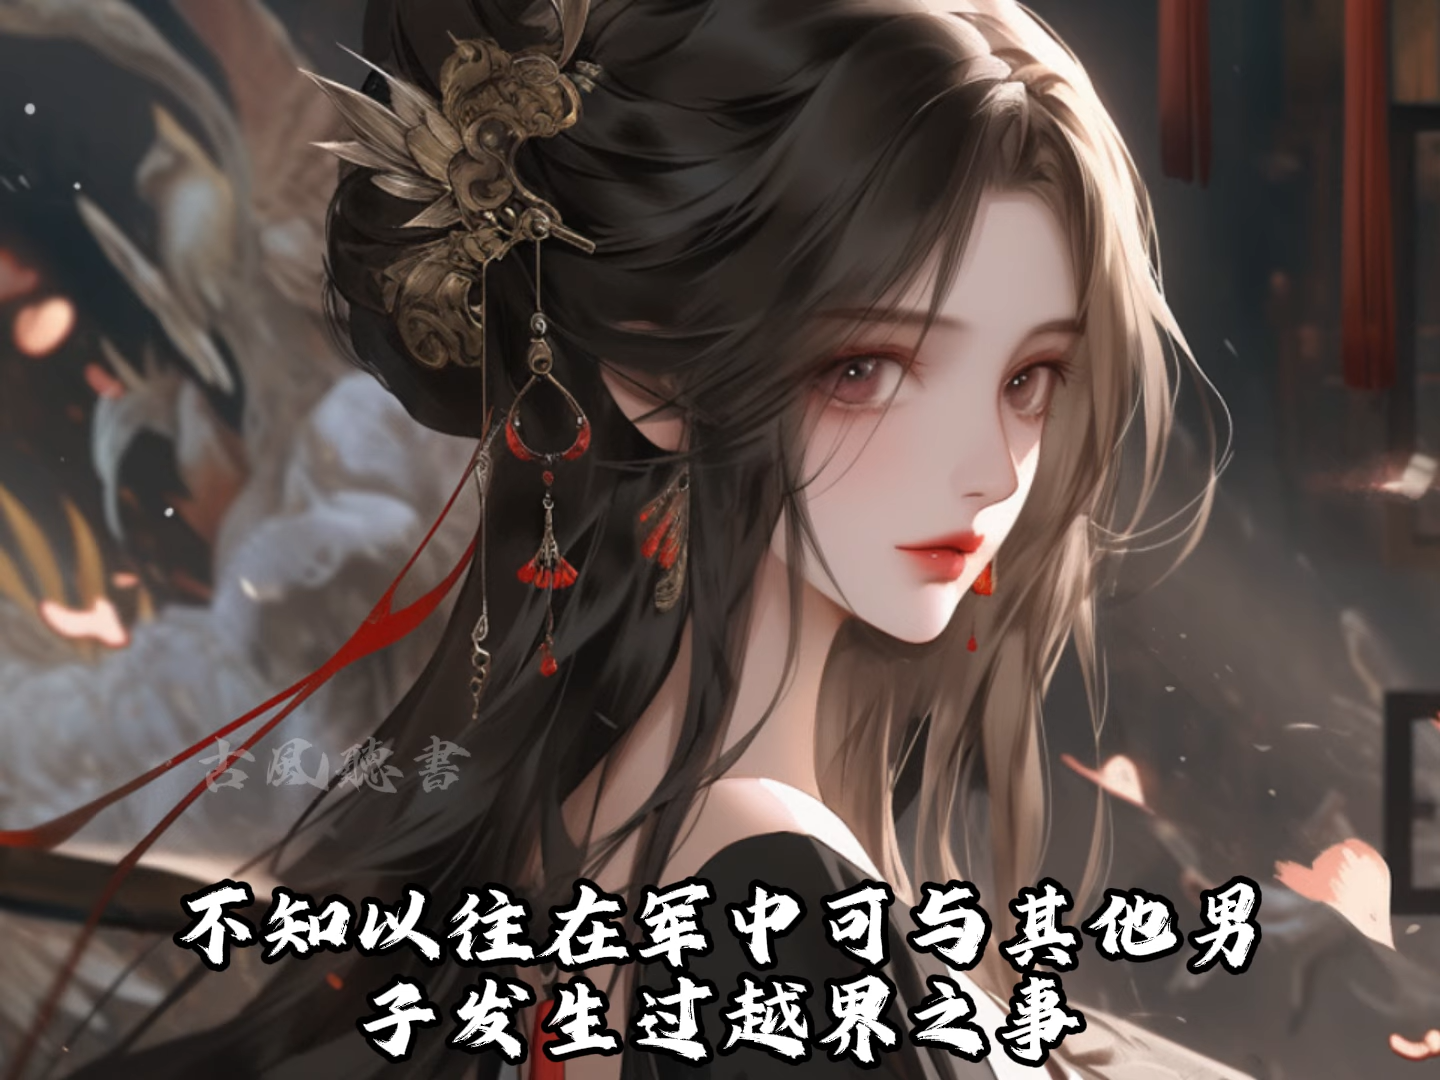 古風聽書
不知以往在军中可与其他男
子发生过越界之事